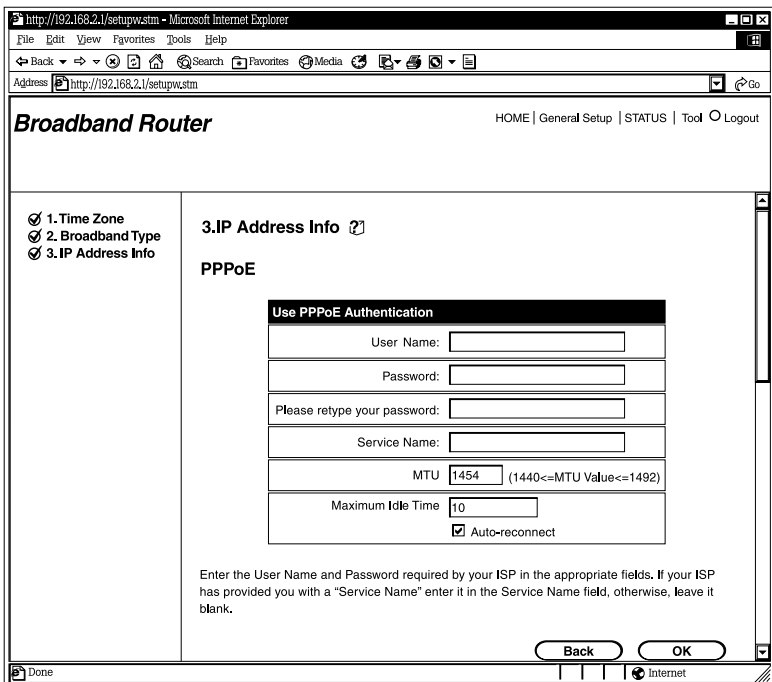 http://192.168.2.1/setupw.stm - Microsoft Internet Explorer
File Edit View Favorites Tools Help
Back Search Favorites Media
Address http://192.168.2.1/setupw.stm Go
Broadband Router
HOME | General Setup | STATUS | Tool Logout
1. Time Zone
2. Broadband Type
3. IP Address Info
3.IP Address Info
PPPoE
Use PPPoE Authentication
User Name:
Password:
Please retype your password:
Service Name:
MTU 1454 (1440<=MTU Value<=1492)
Maximum Idle Time 10
Auto-reconnect
Enter the User Name and Password required by your ISP in the appropriate fields. If your ISP
has provided you with a “Service Name” enter it in the Service Name field, otherwise, leave it
blank.
Back OK
Done Internet